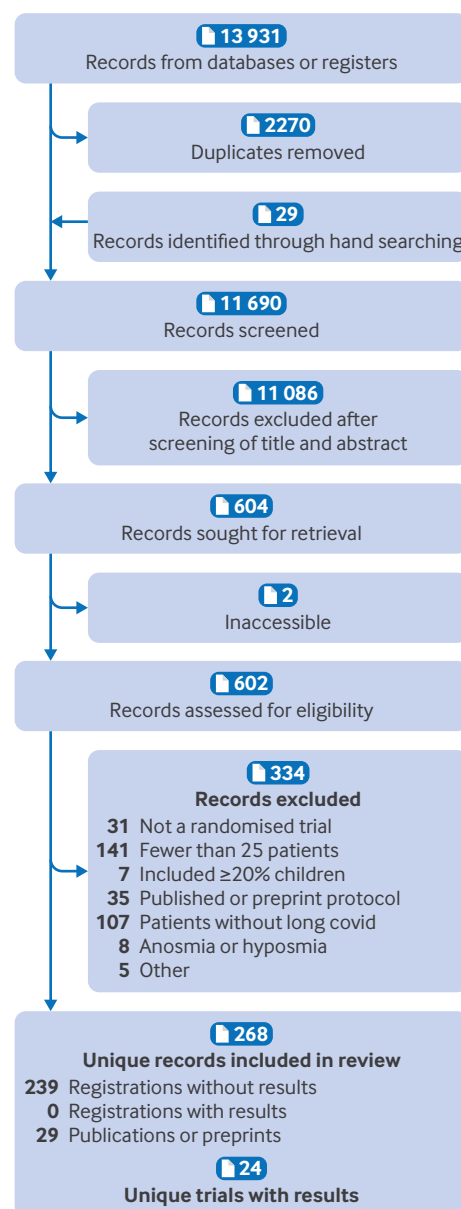 13 931
Records from databases or registers
2270
Duplicates removed
29
Records identified through hand searching
11 690
Records screened
11 086
Records excluded after
screening of title and abstract
604
Records sought for retrieval
2
Inaccessible
602
Records assessed for eligibility
334
Records excluded
31 Not a randomised trial
141 Fewer than 25 patients
7 Included ≥20% children
35 Published or preprint protocol
107 Patients without long covid
8 Anosmia or hyposmia
5 Other
268
Unique records included in review
239 Registrations without results
0 Registrations with results
29 Publications or preprints
24
Unique trials with results